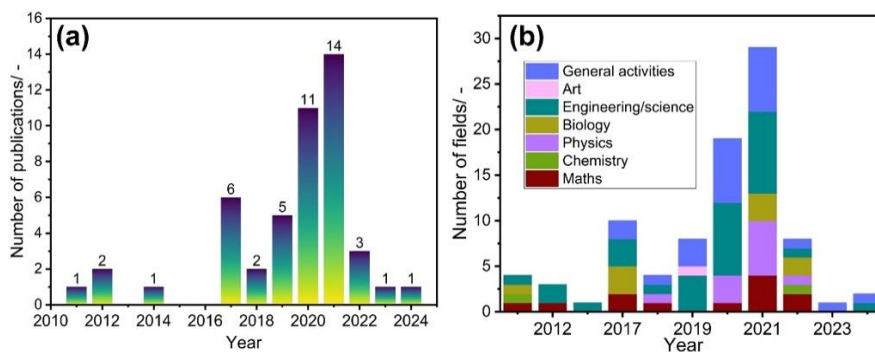 (a)
Number of publications/ -
16
14
12
10
8
6
4
2
0
1
2
1
6
2
5
11
14
3
1
1
2010 2012 2014 2016 2018 2020 2022 2024
Year
(b)
Number of fields/ -
30
25
20
15
10
5
0
General activities
Art
Engineering/science
Biology
Physics
Chemistry
Maths
2012 2017 2019 2021 2023
Year